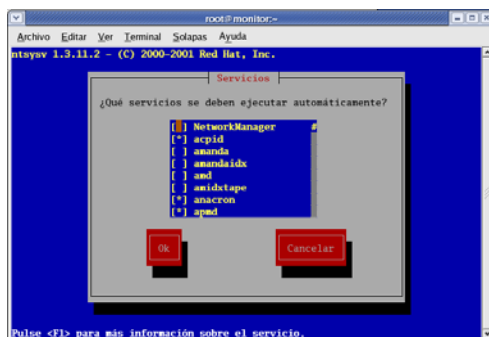 root@monitor:~
Archivo Editar Ver Terminal Solapas Ayuda
ntsysv 1.3.11.2 - (C) 2000-2001 Red Hat, Inc.
Servicios
¿Qué servicios se deben ejecutar automáticamente?
[ ] NetworkManager #
[*] acpid
[ ] amanda
[ ] amandaidx
[ ] amd
[ ] amidxtape
[*] anacron
[*] apmd
Ok Cancelar
Pulse <F1> para más información sobre el servicio.